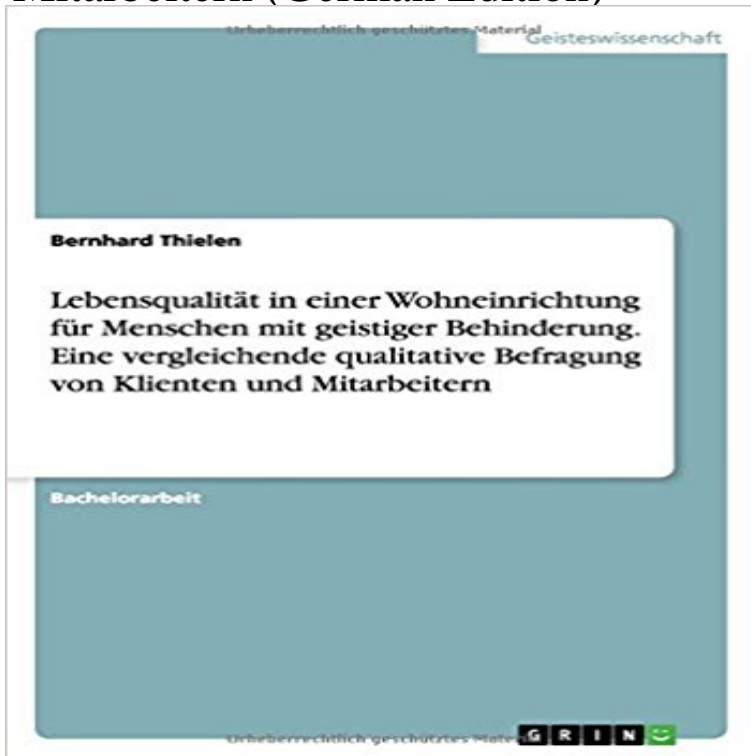 Mitarbeitern (German Edition)
Urheberrechtlich geschütztes Material
Geisteswissenschaft
Bernhard Thielen
Lebensqualität in einer Wohneinrichtung
für Menschen mit geistiger Behinderung.
Eine vergleichende qualitative Befragung
von Klienten und Mitarbeitern
Bachelorarbeit
Urheberrechtlich geschütztes Mate
GRIN